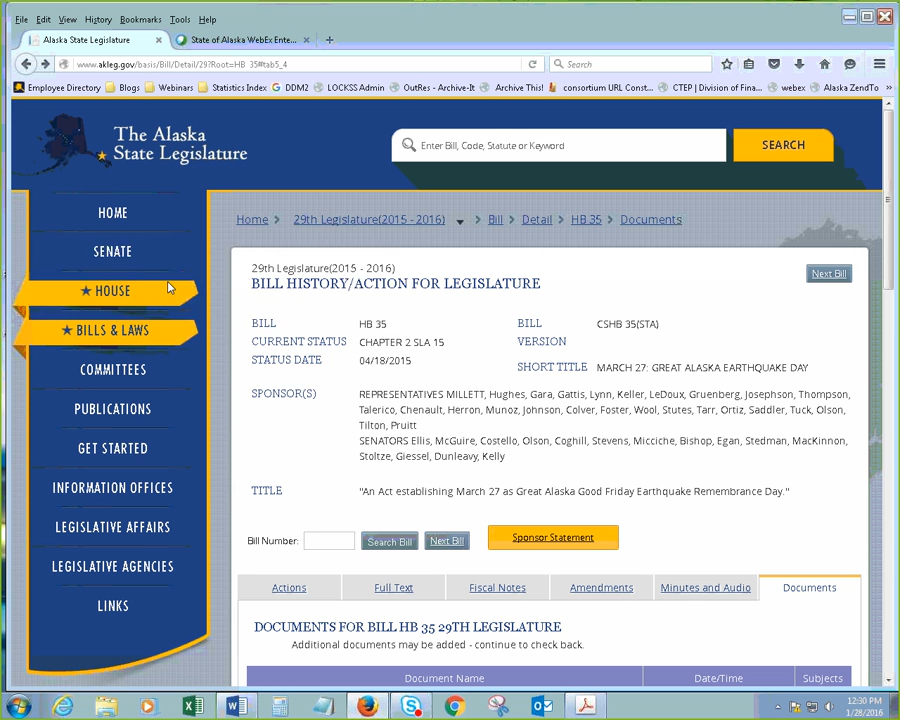 File Edit View History Bookmarks Tools Help
Alaska State Legislature × State of Alaska WebEx Ente... × +
www.akleg.gov/basis/Bill/Detail/29?Root=HB 35#tab5_4 Search
Employee Directory Blogs Webinars Statistics Index DDM2 LOCKSS Admin OutRes - Archive-It Archive This! consortium URL Const... CTEP | Division of Fina... webex Alaska ZendTo »
The Alaska
State Legislature
Enter Bill, Code, Statute or Keyword SEARCH
HOME
SENATE
★ HOUSE
★ BILLS & LAWS
COMMITTEES
PUBLICATIONS
GET STARTED
INFORMATION OFFICES
LEGISLATIVE AFFAIRS
LEGISLATIVE AGENCIES
LINKS
Home > 29th Legislature(2015 - 2016) > Bill > Detail > HB 35 > Documents
29th Legislature(2015 - 2016)
BILL HISTORY/ACTION FOR LEGISLATURE
Next Bill
BILL HB 35 BILL CSHB 35(STA)
CURRENT STATUS CHAPTER 2 SLA 15 VERSION
STATUS DATE 04/18/2015
SHORT TITLE MARCH 27: GREAT ALASKA EARTHQUAKE DAY
SPONSOR(S) REPRESENTATIVES MILLETT, Hughes, Gara, Gattis, Lynn, Keller, LeDoux, Gruenberg, Josephson, Thompson,
Talerico, Chenault, Herron, Munoz, Johnson, Colver, Foster, Wool, Stutes, Tarr, Ortiz, Saddler, Tuck, Olson,
Tilton, Pruitt
SENATORS Ellis, McGuire, Costello, Olson, Coghill, Stevens, Micciche, Bishop, Egan, Stedman, MacKinnon,
Stoltze, Giessel, Dunleavy, Kelly
TITLE "An Act establishing March 27 as Great Alaska Good Friday Earthquake Remembrance Day."
Bill Number: Search Bill Next Bill Sponsor Statement
Actions Full Text Fiscal Notes Amendments Minutes and Audio Documents
DOCUMENTS FOR BILL HB 35 29TH LEGISLATURE
Additional documents may be added - continue to check back.
Document Name Date/Time Subjects
12:30 PM
1/28/2016